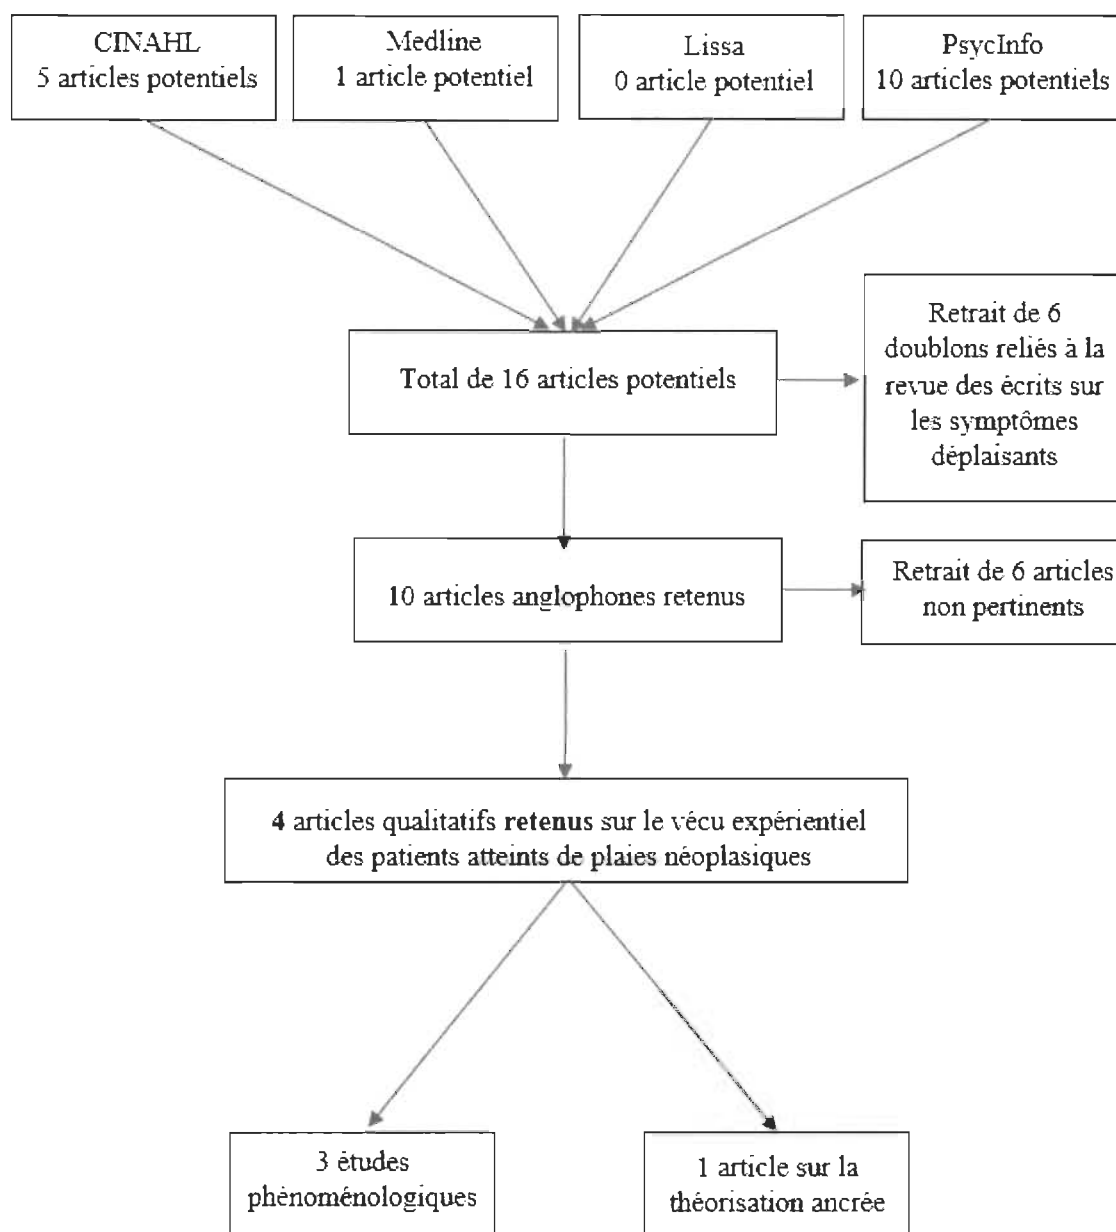 CINAHL
5 articles potentiels
Medline
1 article potentiel
Lissa
0 article potentiel
PsycInfo
10 articles potentiels
Total de 16 articles potentiels
Retrait de 6
doublons reliés à la
revue des écrits sur
les symptômes
déplaisants
10 articles anglophones retenus
Retrait de 6 articles
non pertinents
4 articles qualitatifs retenus sur le vécu expérientiel
des patients atteints de plaies néoplasiques
3 études
phénoménologiques
1 article sur la
théorisation ancrée